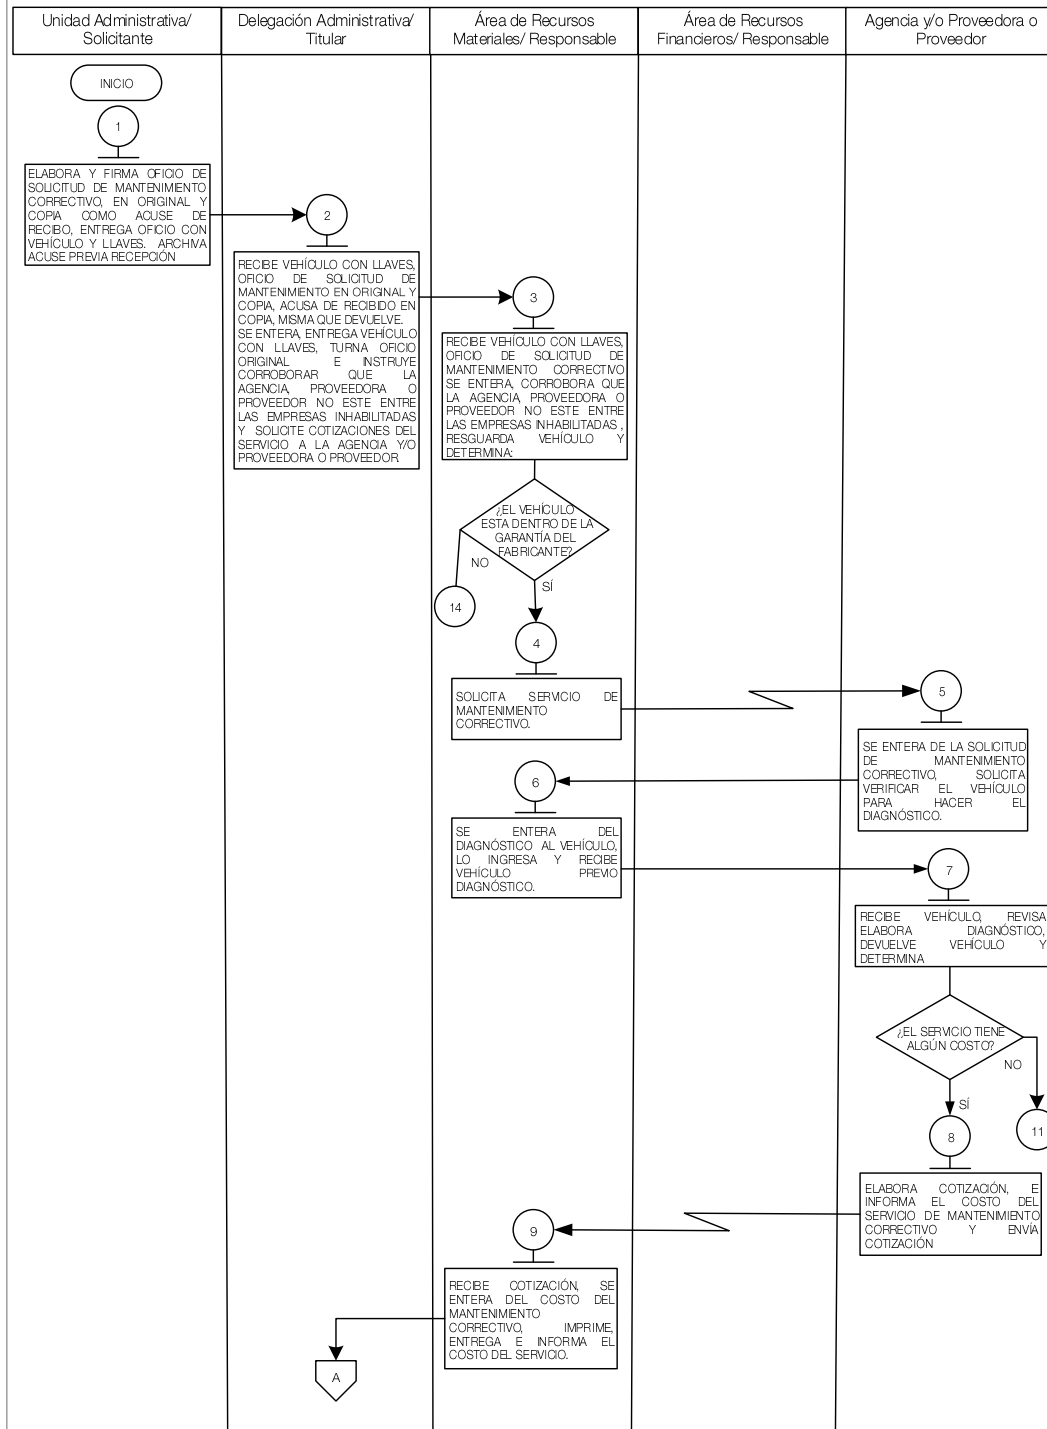 Unidad Administrativa/
Solicitante
Delegación Administrativa/
Titular
Área de Recursos
Materiales/ Responsable
Área de Recursos
Financieros/ Responsable
Agencia y/o Proveedora o
Proveedor
INICIO
1
ELABORA Y FIRMA OFICIO DE
SOLICITUD DE MANTENIMIENTO
CORRECTIVO, EN ORIGINAL Y
COPIA COMO ACUSE DE
RECIBO, ENTREGA OFICIO CON
VEHÍCULO Y LLAVES. ARCHIVA
ACUSE PREVIA RECEPCIÓN
2
RECIBE VEHÍCULO CON LLAVES,
OFICIO DE SOLICITUD DE
MANTENIMIENTO EN ORIGINAL Y
COPIA, ACUSA DE RECIBIDO EN
COPIA, MISMA QUE DEVUELVE.
SE ENTERA, ENTREGA VEHÍCULO
CON LLAVES, TURNA OFICIO
ORIGINAL E INSTRUYE
CORROBORAR QUE LA
AGENCIA, PROVEEDORA O
PROVEEDOR NO ESTE ENTRE
LAS EMPRESAS INHABILITADAS
Y SOLICITE COTIZACIONES DEL
SERVICIO A LA AGENCIA Y/O
PROVEEDORA O PROVEEDOR.
3
RECIBE VEHÍCULO CON LLAVES,
OFICIO DE SOLICITUD DE
MANTENIMIENTO CORRECTIVO
SE ENTERA, CORROBORA QUE
LA AGENCIA, PROVEEDORA O
PROVEEDOR NO ESTE ENTRE
LAS EMPRESAS INHABILITADAS ,
RESGUARDA VEHÍCULO Y
DETERMINA:
¿EL VEHÍCULO
ESTA DENTRO DE LA
GARANTÍA DEL
FABRICANTE?
NO
SÍ
14
4
SOLICITA SERVICIO DE
MANTENIMIENTO
CORRECTIVO.
5
SE ENTERA DE LA SOLICITUD
DE MANTENIMIENTO
CORRECTIVO, SOLICITA
VERIFICAR EL VEHÍCULO
PARA HACER EL
DIAGNÓSTICO.
6
SE ENTERA DEL
DIAGNÓSTICO AL VEHÍCULO,
LO INGRESA Y RECIBE
VEHÍCULO PREVIO
DIAGNÓSTICO.
7
RECIBE VEHÍCULO, REVISA
ELABORA DIAGNÓSTICO,
DEVUELVE VEHÍCULO Y
DETERMINA
¿EL SERVICIO TIENE
ALGÚN COSTO?
NO
SÍ
11
8
ELABORA COTIZACIÓN, E
INFORMA EL COSTO DEL
SERVICIO DE MANTENIMIENTO
CORRECTIVO Y ENVÍA
COTIZACIÓN
9
RECIBE COTIZACIÓN, SE
ENTERA DEL COSTO DEL
MANTENIMIENTO
CORRECTIVO, IMPRIME,
ENTREGA E INFORMA EL
COSTO DEL SERVICIO.
A